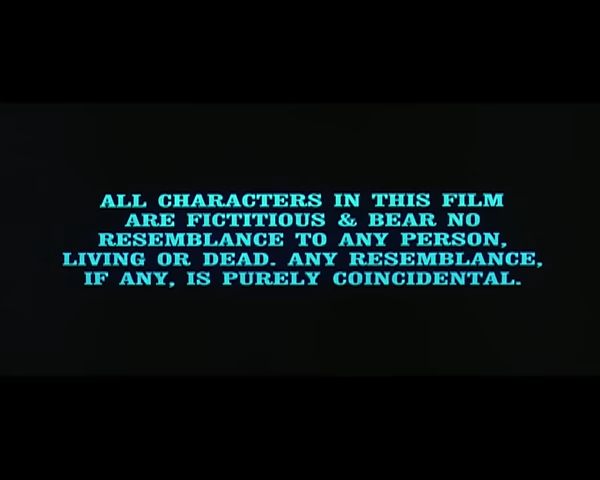 ALL CHARACTERS IN THIS FILM
ARE FICTITIOUS & BEAR NO
RESEMBLANCE TO ANY PERSON,
LIVING OR DEAD. ANY RESEMBLANCE,
IF ANY, IS PURELY COINCIDENTAL.